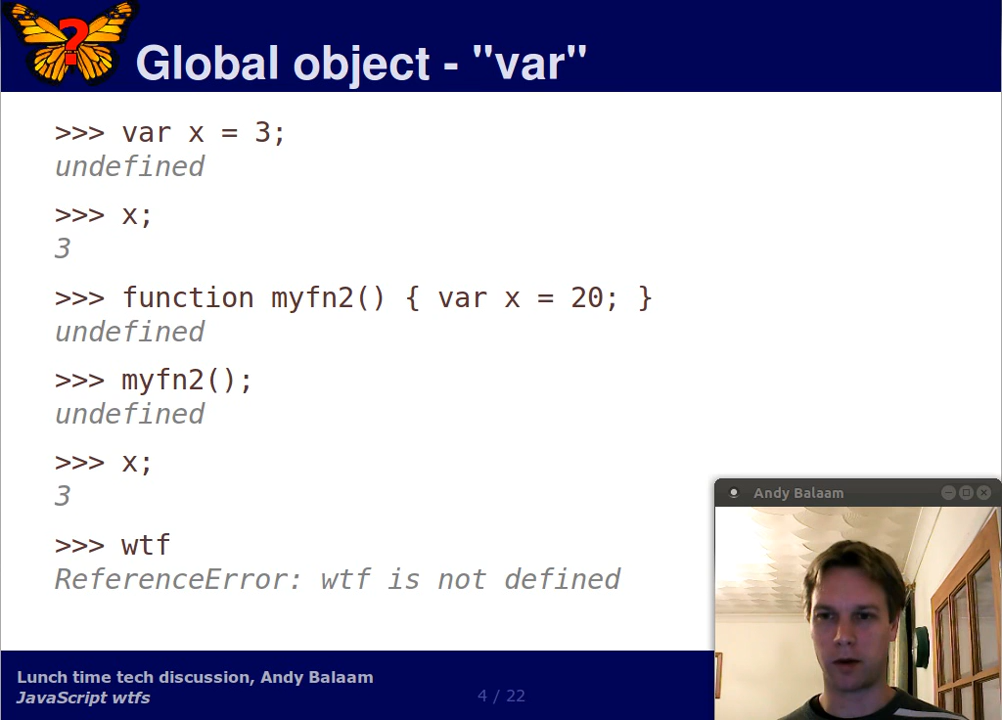 ?
Global object - "var"
>>> var x = 3;
undefined
>>> x;
3
>>> function myfn2() { var x = 20; }
undefined
>>> myfn2();
undefined
>>> x;
3
>>> wtf
ReferenceError: wtf is not defined
Andy Balaam
Lunch time tech discussion, Andy Balaam
JavaScript wtfs
4 / 22